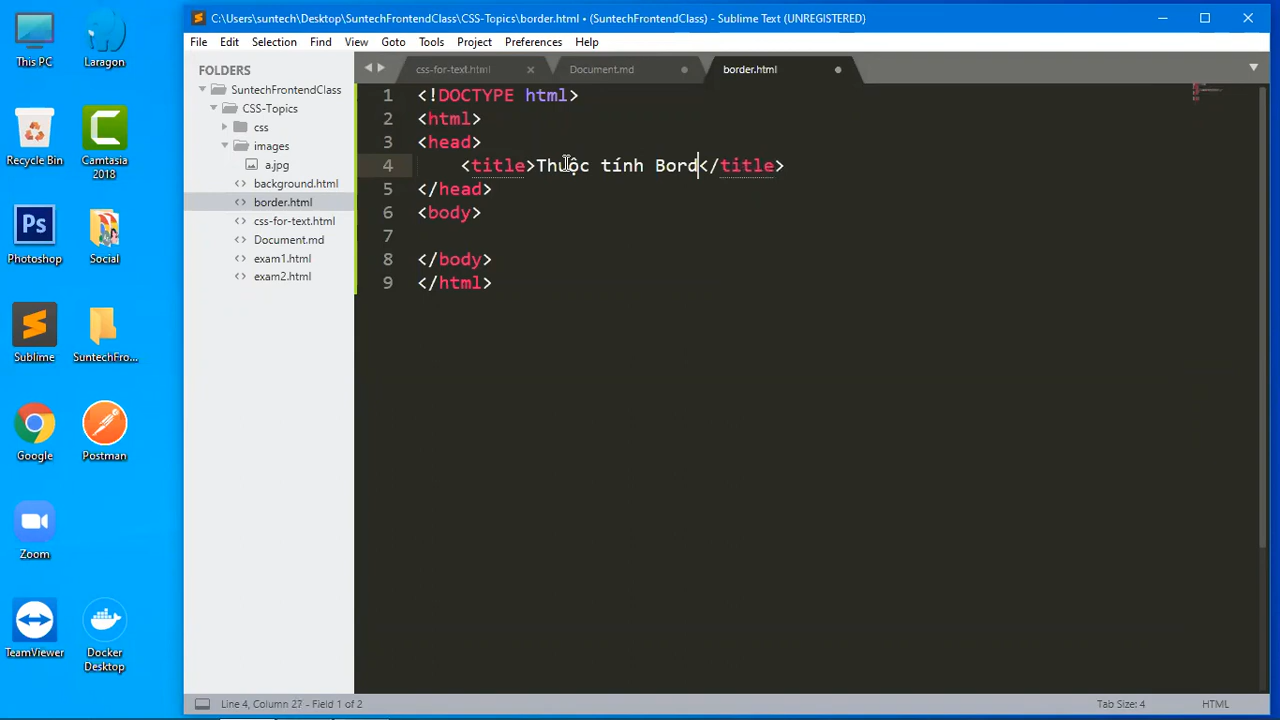 C:\Users\suntech\Desktop\SuntechFrontendClass\CSS-Topics\border.html • (SuntechFrontendClass) - Sublime Text (UNREGISTERED)
File Edit Selection Find View Goto Tools Project Preferences Help
This PC
Laragon
Recycle Bin
Camtasia
2018
Photoshop
Social
Sublime
SuntechFro...
Google
Postman
Zoom
TeamViewer
Docker
Desktop
FOLDERS
SuntechFrontendClass
CSS-Topics
css
images
a.jpg
background.html
border.html
css-for-text.html
Document.md
exam1.html
exam2.html
css-for-text.html
Document.md
border.html
1 <!DOCTYPE html>
2 <html>
3 <head>
4 <title>Thuộc tính Bord</title>
5 </head>
6 <body>
7
8 </body>
9 </html>
Line 4, Column 27 - Field 1 of 2
Tab Size: 4
HTML